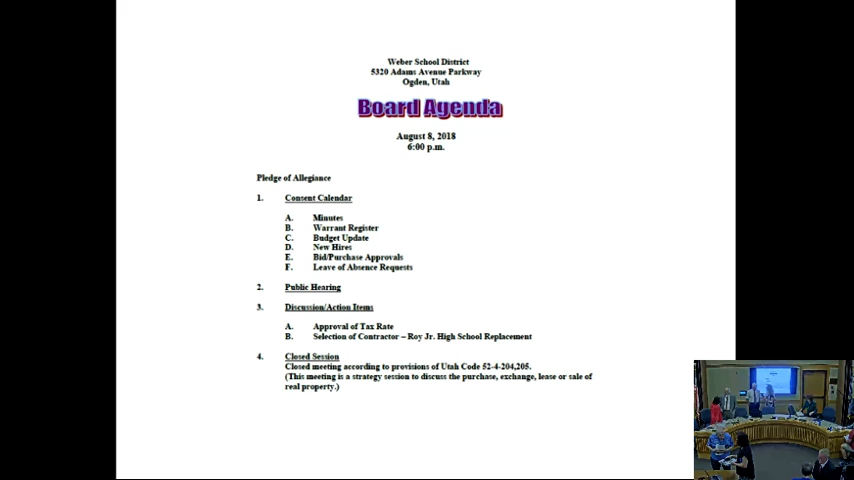 Weber School District
5320 Adams Avenue Parkway
Ogden, Utah
Board Agenda
August 8, 2018
6:00 p.m.
Pledge of Allegiance
1. Consent Calendar
A. Minutes
B. Warrant Register
C. Budget Update
D. New Hires
E. Bid/Purchase Approvals
F. Leave of Absence Requests
2. Public Hearing
3. Discussion/Action Items
A. Approval of Tax Rate
B. Selection of Contractor – Roy Jr. High School Replacement
4. Closed Session
Closed meeting according to provisions of Utah Code 52-4-204,205.
(This meeting is a strategy session to discuss the purchase, exchange, lease or sale of
real property.)